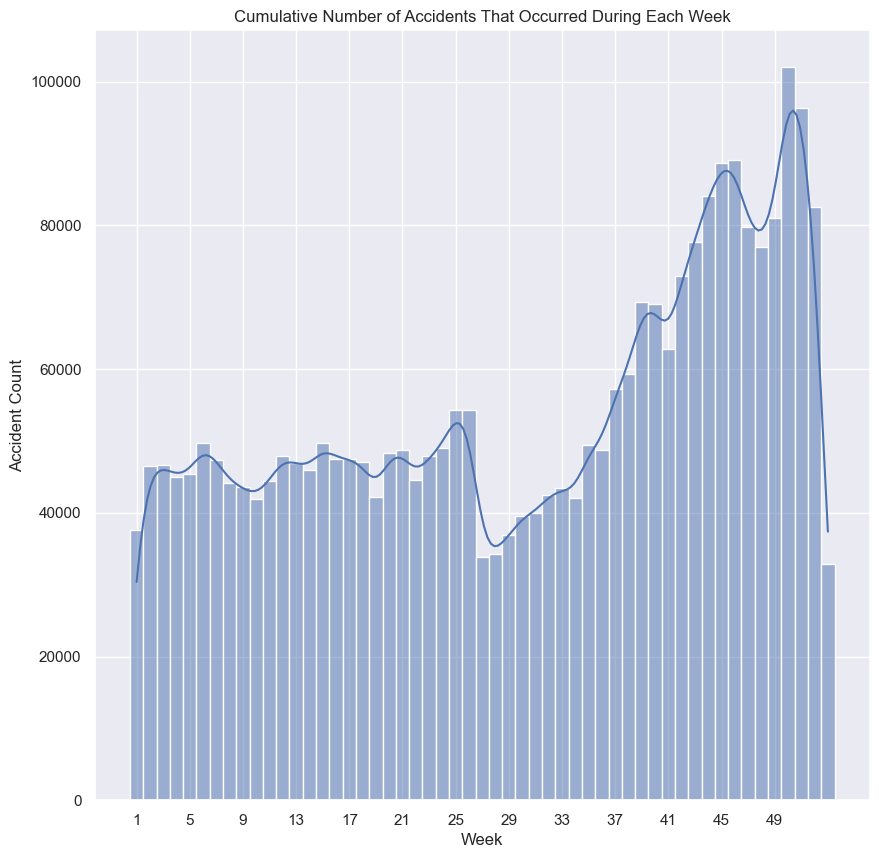 Cumulative Number of Accidents That Occurred During Each Week
Accident Count
100000
80000
60000
40000
20000
0
1 5 9 13 17 21 25 29 33 37 41 45 49
Week